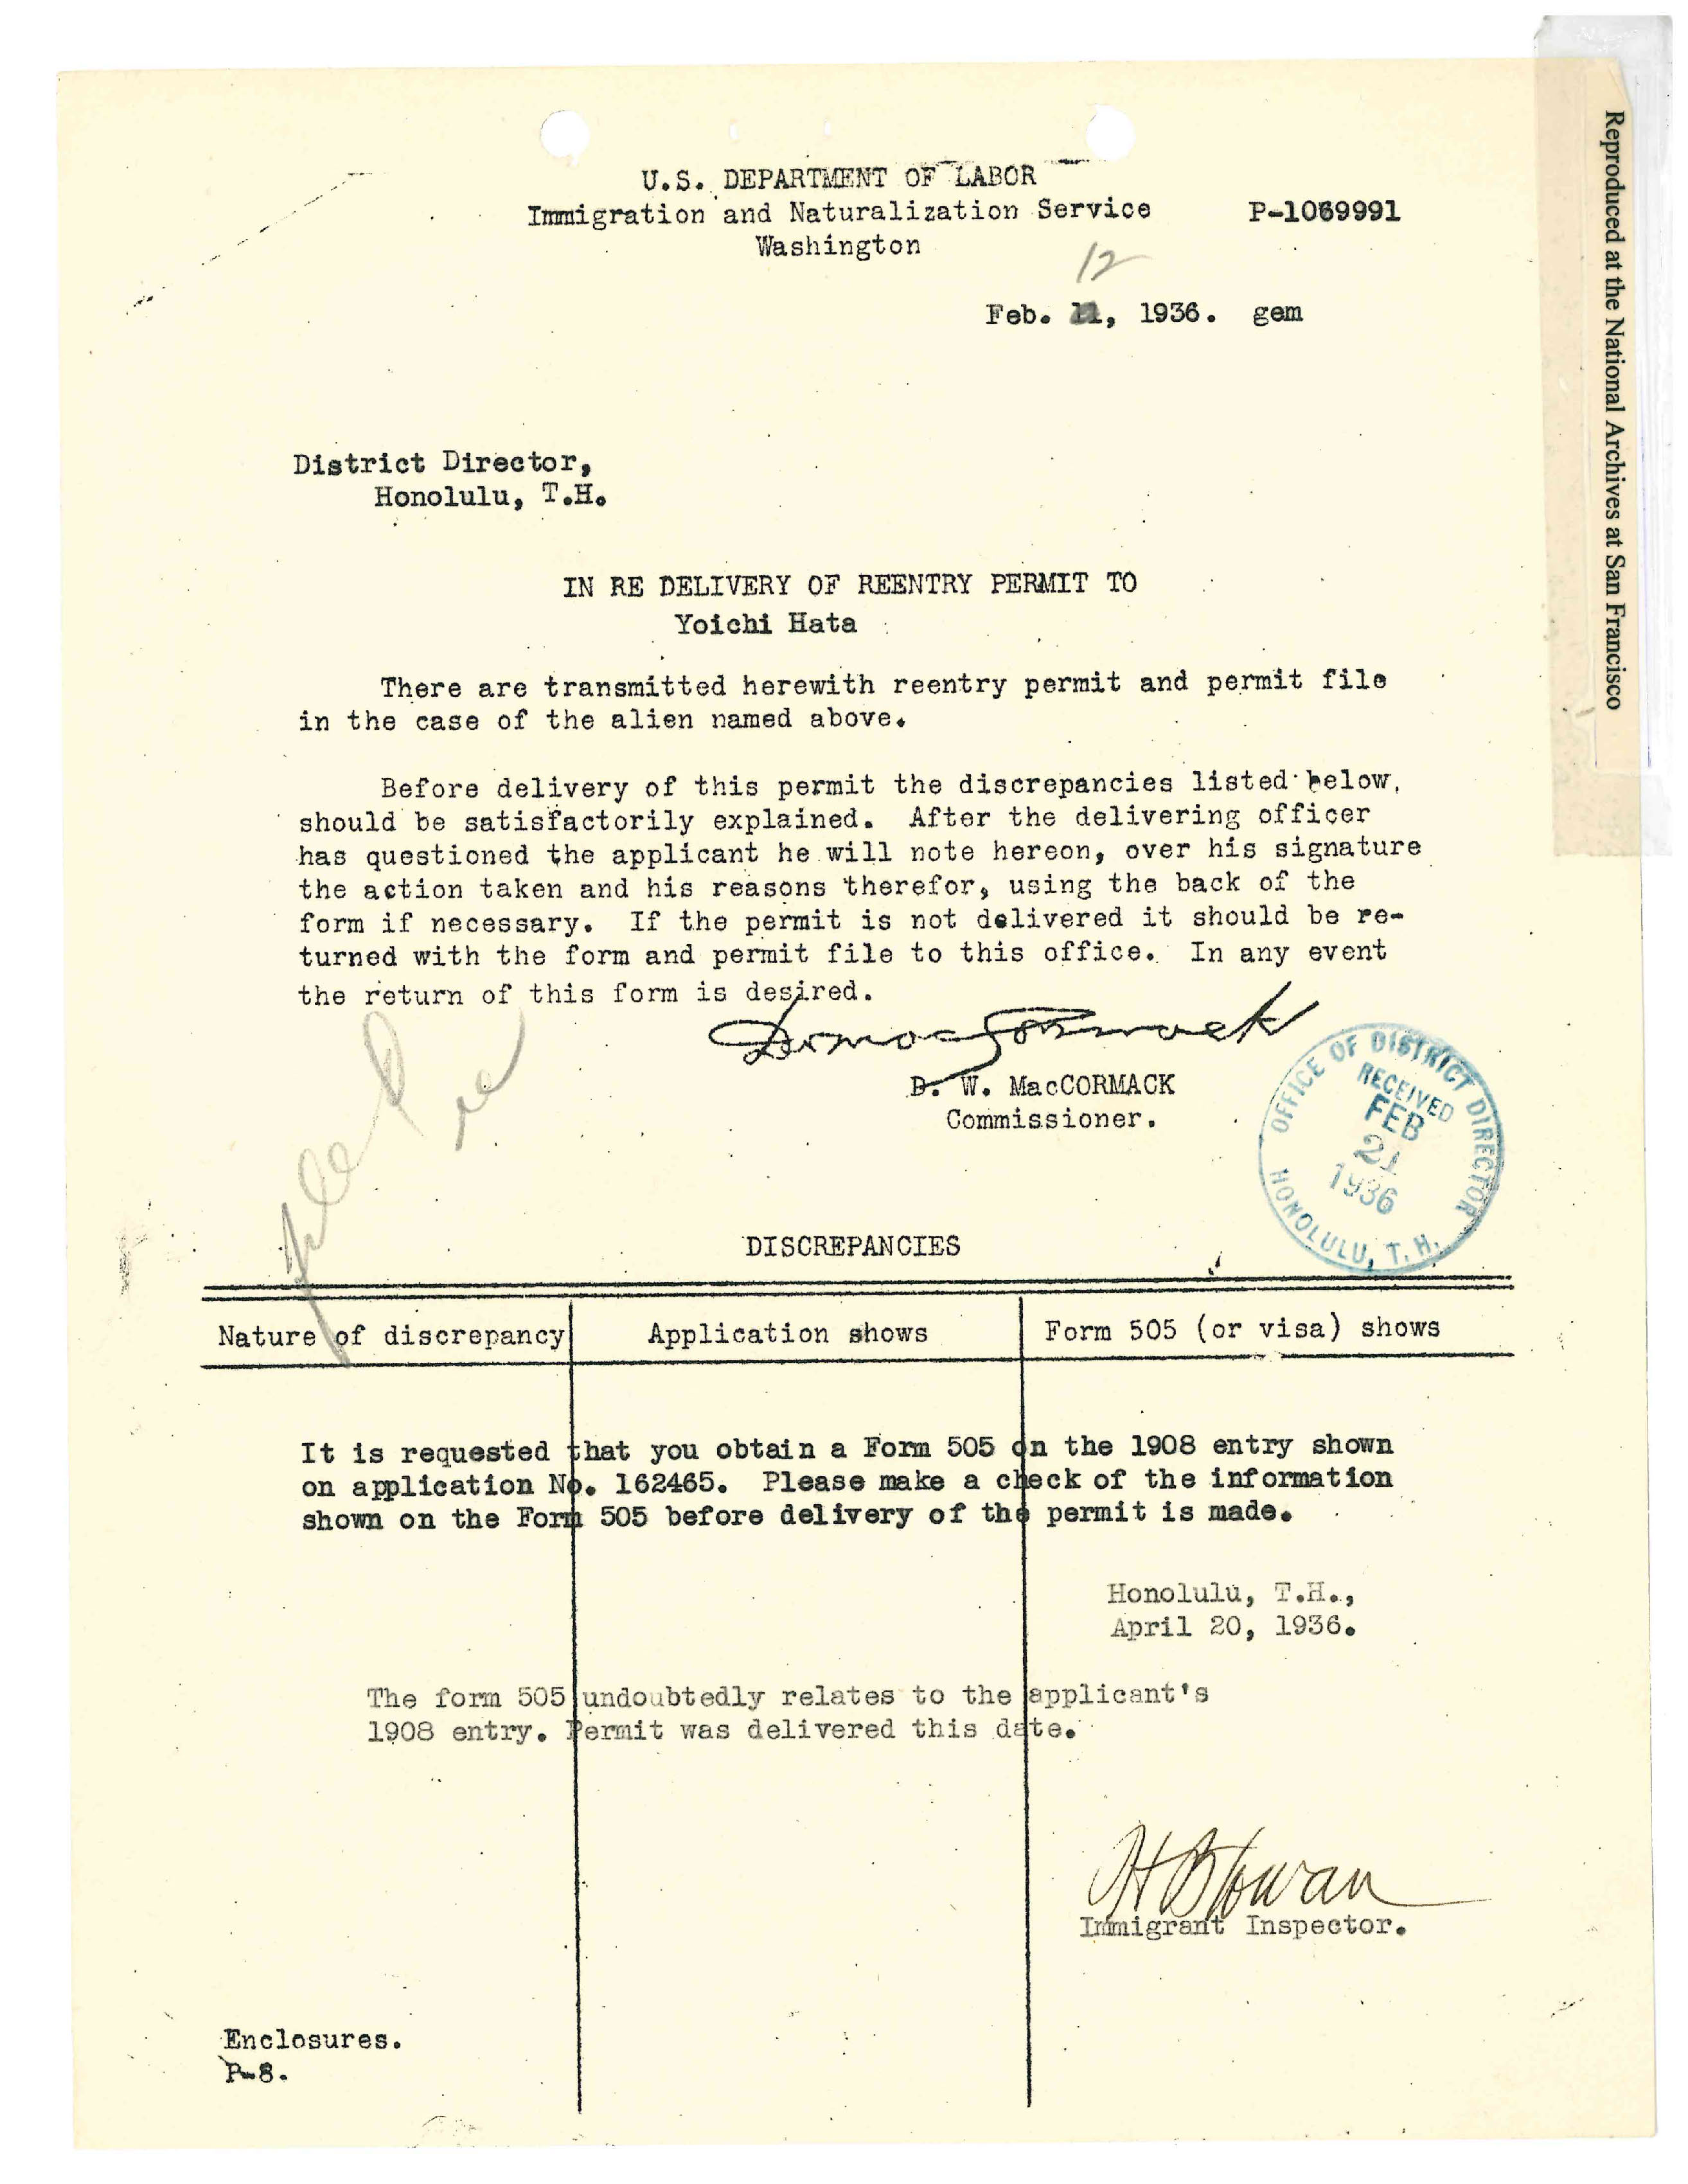 U.S. DEPARTMENT OF LABOR
Immigration and Naturalization Service P-1069991
Washington
12
Feb. 11, 1936. gem
District Director,
Honolulu, T.H.
IN RE DELIVERY OF REENTRY PERMIT TO
Yoichi Hata
There are transmitted herewith reentry permit and permit file
in the case of the alien named above.
Before delivery of this permit the discrepancies listed below,
should be satisfactorily explained. After the delivering officer
has questioned the applicant he will note hereon, over his signature
the action taken and his reasons therefor, using the back of the
form if necessary. If the permit is not delivered it should be re-
turned with the form and permit file to this office. In any event
the return of this form is desired.
D. W. MacCORMACK
Commissioner.
OFFICE OF DISTRICT DIRECTOR
RECEIVED
FEB
21
1936
HONOLULU, T. H.
DISCREPANCIES
Nature of discrepancy Application shows Form 505 (or visa) shows
It is requested that you obtain a Form 505 on the 1908 entry shown
on application No. 162465. Please make a check of the information
shown on the Form 505 before delivery of the permit is made.
Honolulu, T.H.,
April 20, 1936.
The form 505 undoubtedly relates to the applicant's
1908 entry. Permit was delivered this date.
Immigrant Inspector.
Enclosures.
P-8.
Reproduced at the National Archives at San Francisco